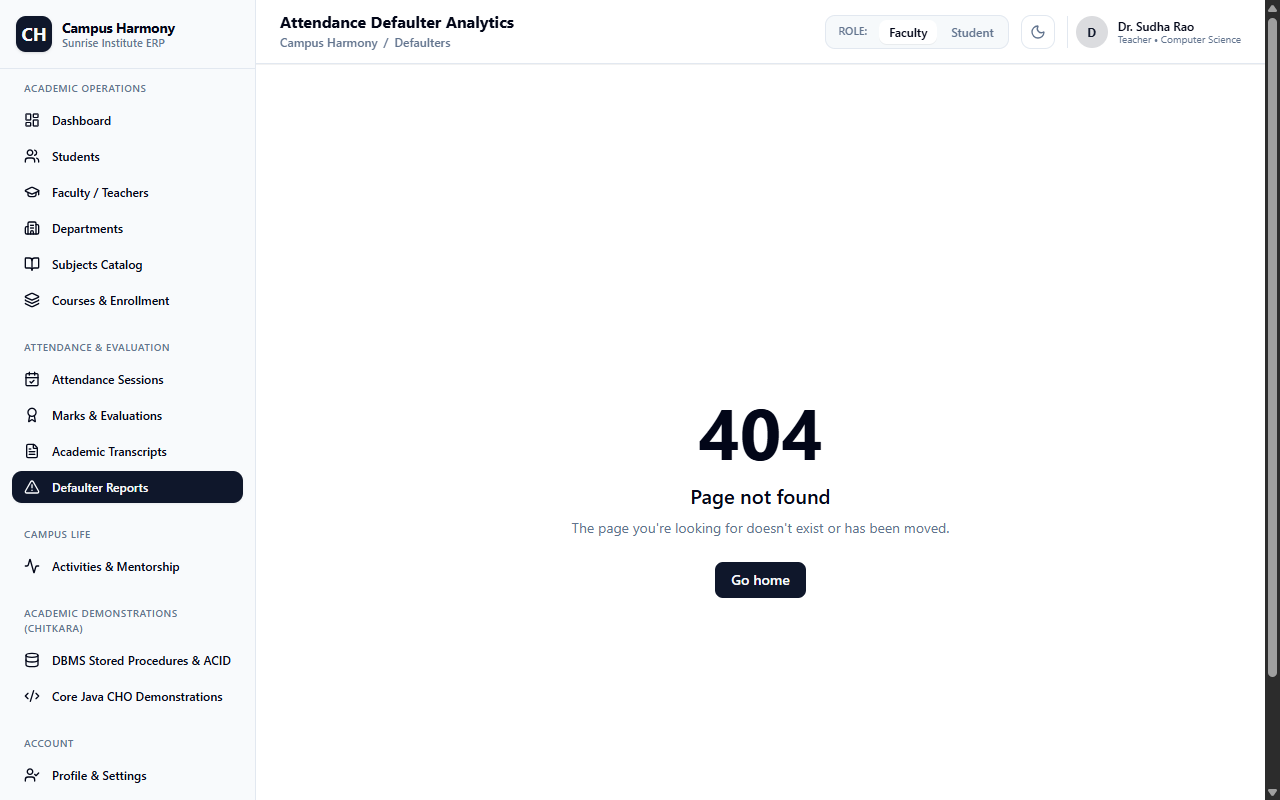 CH
Campus Harmony
Sunrise Institute ERP
ACADEMIC OPERATIONS
Dashboard
Students
Faculty / Teachers
Departments
Subjects Catalog
Courses & Enrollment
ATTENDANCE & EVALUATION
Attendance Sessions
Marks & Evaluations
Academic Transcripts
Defaulter Reports
CAMPUS LIFE
Activities & Mentorship
ACADEMIC DEMONSTRATIONS
(CHITKARA)
DBMS Stored Procedures & ACID
Core Java CHO Demonstrations
ACCOUNT
Profile & Settings
Attendance Defaulter Analytics
Campus Harmony / Defaulters
ROLE: Faculty Student
D
Dr. Sudha Rao
Teacher • Computer Science
404
Page not found
The page you're looking for doesn't exist or has been moved.
Go home